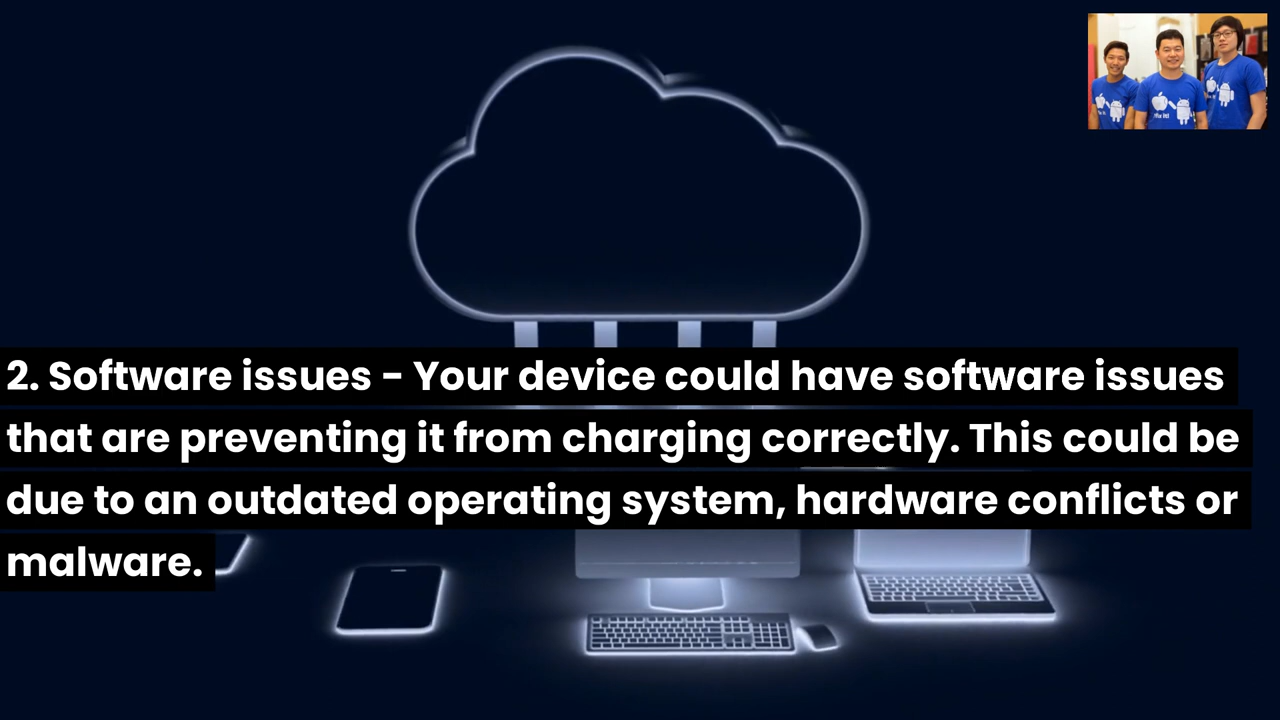 2. Software issues - Your device could have software issues
that are preventing it from charging correctly. This could be
due to an outdated operating system, hardware conflicts or
malware.